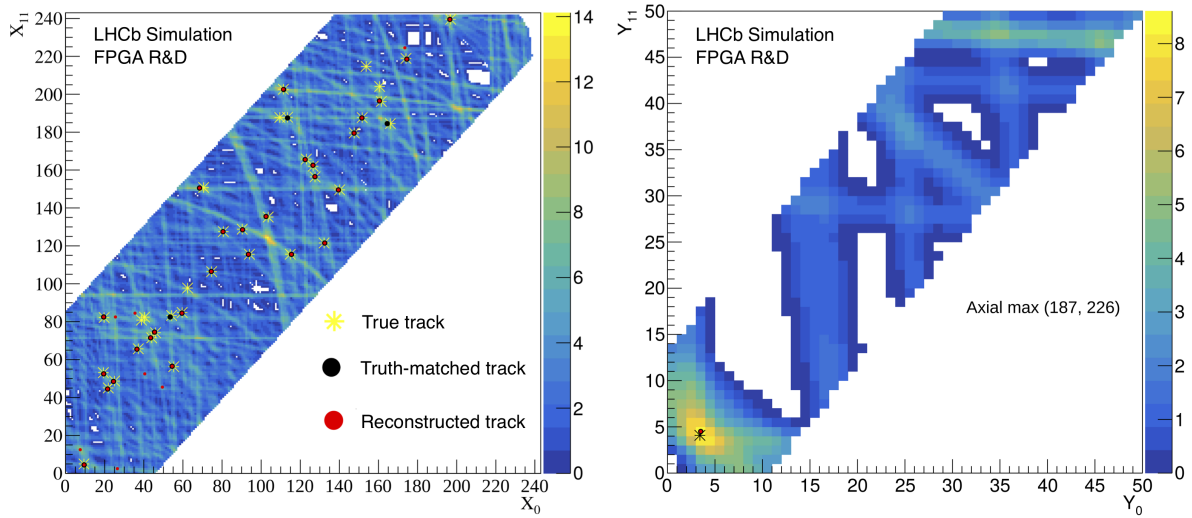 LHCb Simulation
FPGA R&D
True track
Truth-matched track
Reconstructed track
X11
240
220
200
180
160
140
120
100
80
60
40
20
0
0 20 40 60 80 100 120 140 160 180 200 220 240
X0
14
12
10
8
6
4
2
0
LHCb Simulation
FPGA R&D
Axial max (187, 226)
Y11
50
45
40
35
30
25
20
15
10
5
0
0 5 10 15 20 25 30 35 40 45 50
Y0
8
7
6
5
4
3
2
1
0